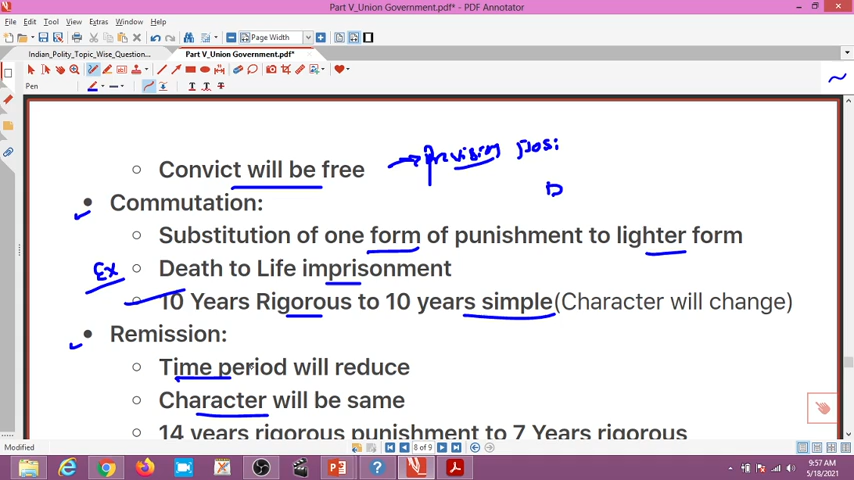 Part V_Union Government.pdf* - PDF Annotator
File Edit View Insert Annotate Extras Window Help
Page Width
Indian_Polity_Topic_Wise_Question...
Part V_Union Government.pdf*
Pen
Convict will be free
Commutation:
Substitution of one form of punishment to lighter form
Ex Death to Life imprisonment
10 Years Rigorous to 10 years simple(Character will change)
Remission:
Time period will reduce
Character will be same
14 years rigorous punishment to 7 Years rigorous
Modified
8 of 9
9:57 AM
5/18/2021